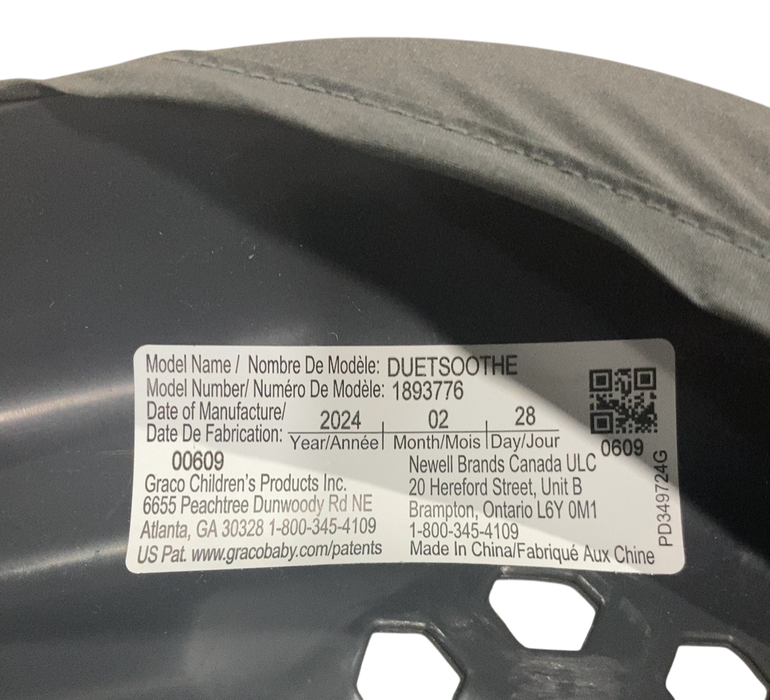 Model Name / Nombre De Modèle: DUETSOOTHE
Model Number/ Numéro De Modèle: 1893776
Date of Manufacture/
Date De Fabrication:
2024 02 28
Year/Année Month/Mois Day/Jour
00609
Graco Children's Products Inc.
6655 Peachtree Dunwoody Rd NE
Atlanta, GA 30328 1-800-345-4109
US Pat. www.gracobaby.com/patents
Newell Brands Canada ULC
20 Hereford Street, Unit B
Brampton, Ontario L6Y 0M1
1-800-345-4109
Made In China/Fabriqué Aux Chine
0609
PD349724G